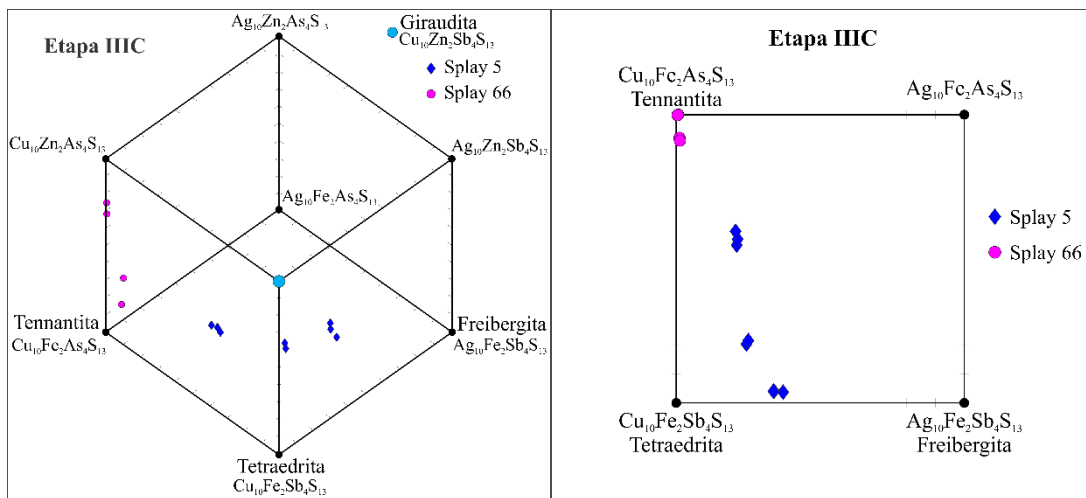 Etapa IIIC
Ag₁₀Zn₂As₄S₁₃
Giraudita
Cu₁₀Zn₂Sb₄S₁₃
Splay 5
Splay 66
Cu₁₀Zn₂As₄S₁₃
Ag₁₀Zn₂Sb₄S₁₃
Ag₁₀Fe₂As₄S₁₃
Tennantita
Cu₁₀Fe₂As₄S₁₃
Freibergita
Ag₁₀Fe₂Sb₄S₁₃
Tetraedrita
Cu₁₀Fe₂Sb₄S₁₃
Etapa IIIC
Cu₁₀Fe₂As₄S₁₃
Tennantita
Ag₁₀Fe₂As₄S₁₃
Splay 5
Splay 66
Cu₁₀Fe₂Sb₄S₁₃
Tetraedrita
Ag₁₀Fe₂Sb₄S₁₃
Freibergita